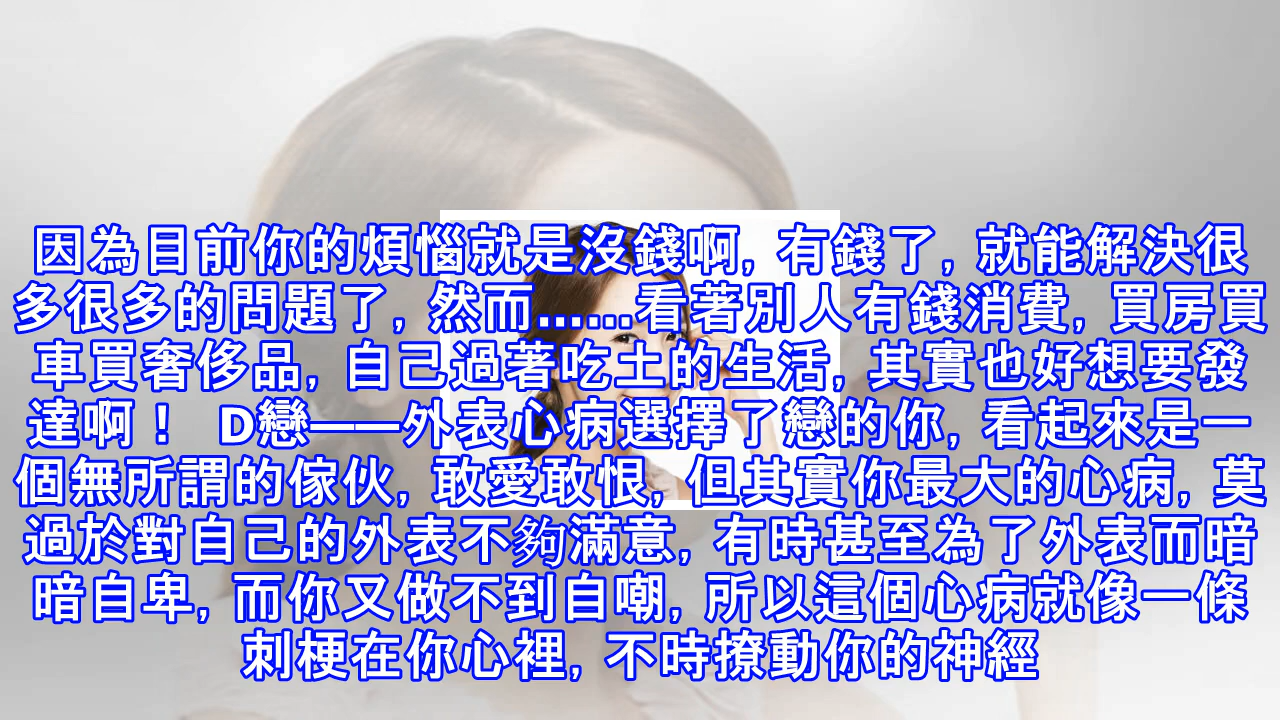 因為目前你的煩惱就是沒錢啊, 有錢了, 就能解決很
多很多的問題了, 然而......看著別人有錢消費, 買房買
車買奢侈品, 自己過著吃土的生活, 其實也好想要發
達啊！ D戀——外表心病選擇了戀的你, 看起來是一
個無所謂的傢伙, 敢愛敢恨, 但其實你最大的心病, 莫
過於對自己的外表不夠滿意, 有時甚至為了外表而暗
暗自卑, 而你又做不到自嘲, 所以這個心病就像一條
刺梗在你心裡, 不時撩動你的神經